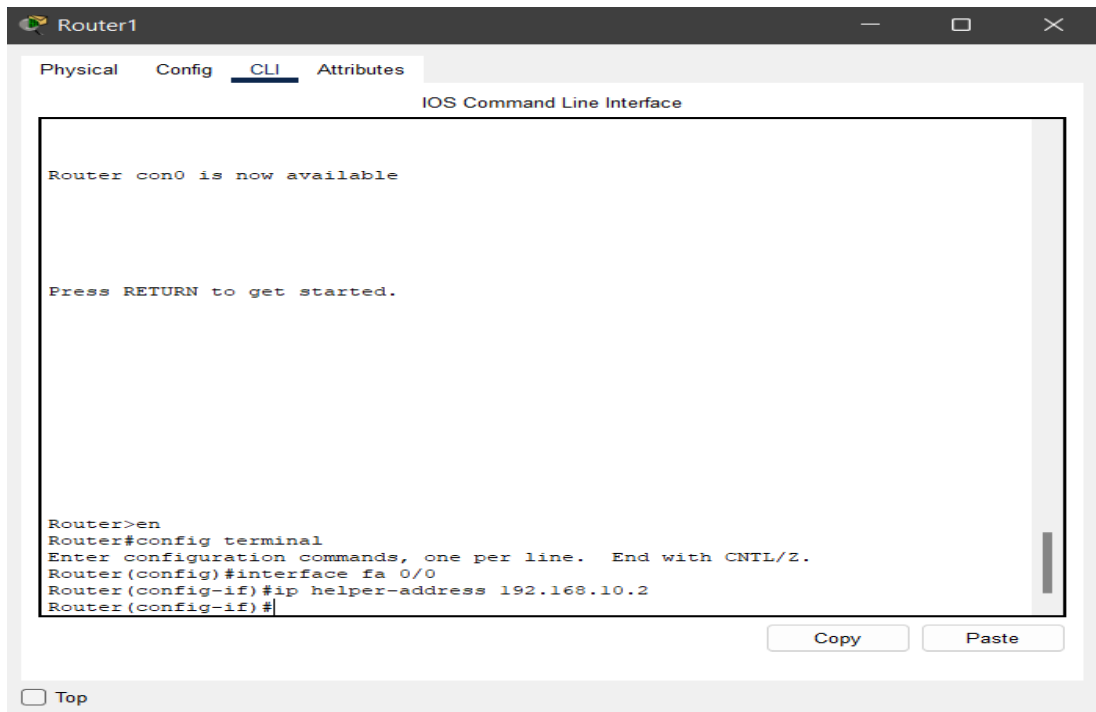 Router1
Physical Config CLI Attributes
IOS Command Line Interface
Router con0 is now available
Press RETURN to get started.
Router>en
Router#config terminal
Enter configuration commands, one per line.  End with CNTL/Z.
Router(config)#interface fa 0/0
Router(config-if)#ip helper-address 192.168.10.2
Router(config-if)#
Copy Paste
Top